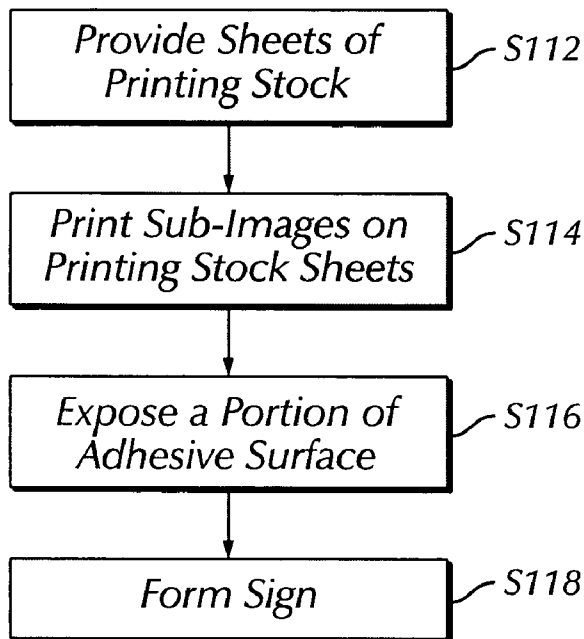 Provide Sheets of
Printing Stock
S112
Print Sub-Images on
Printing Stock Sheets
S114
Expose a Portion of
Adhesive Surface
S116
Form Sign
S118